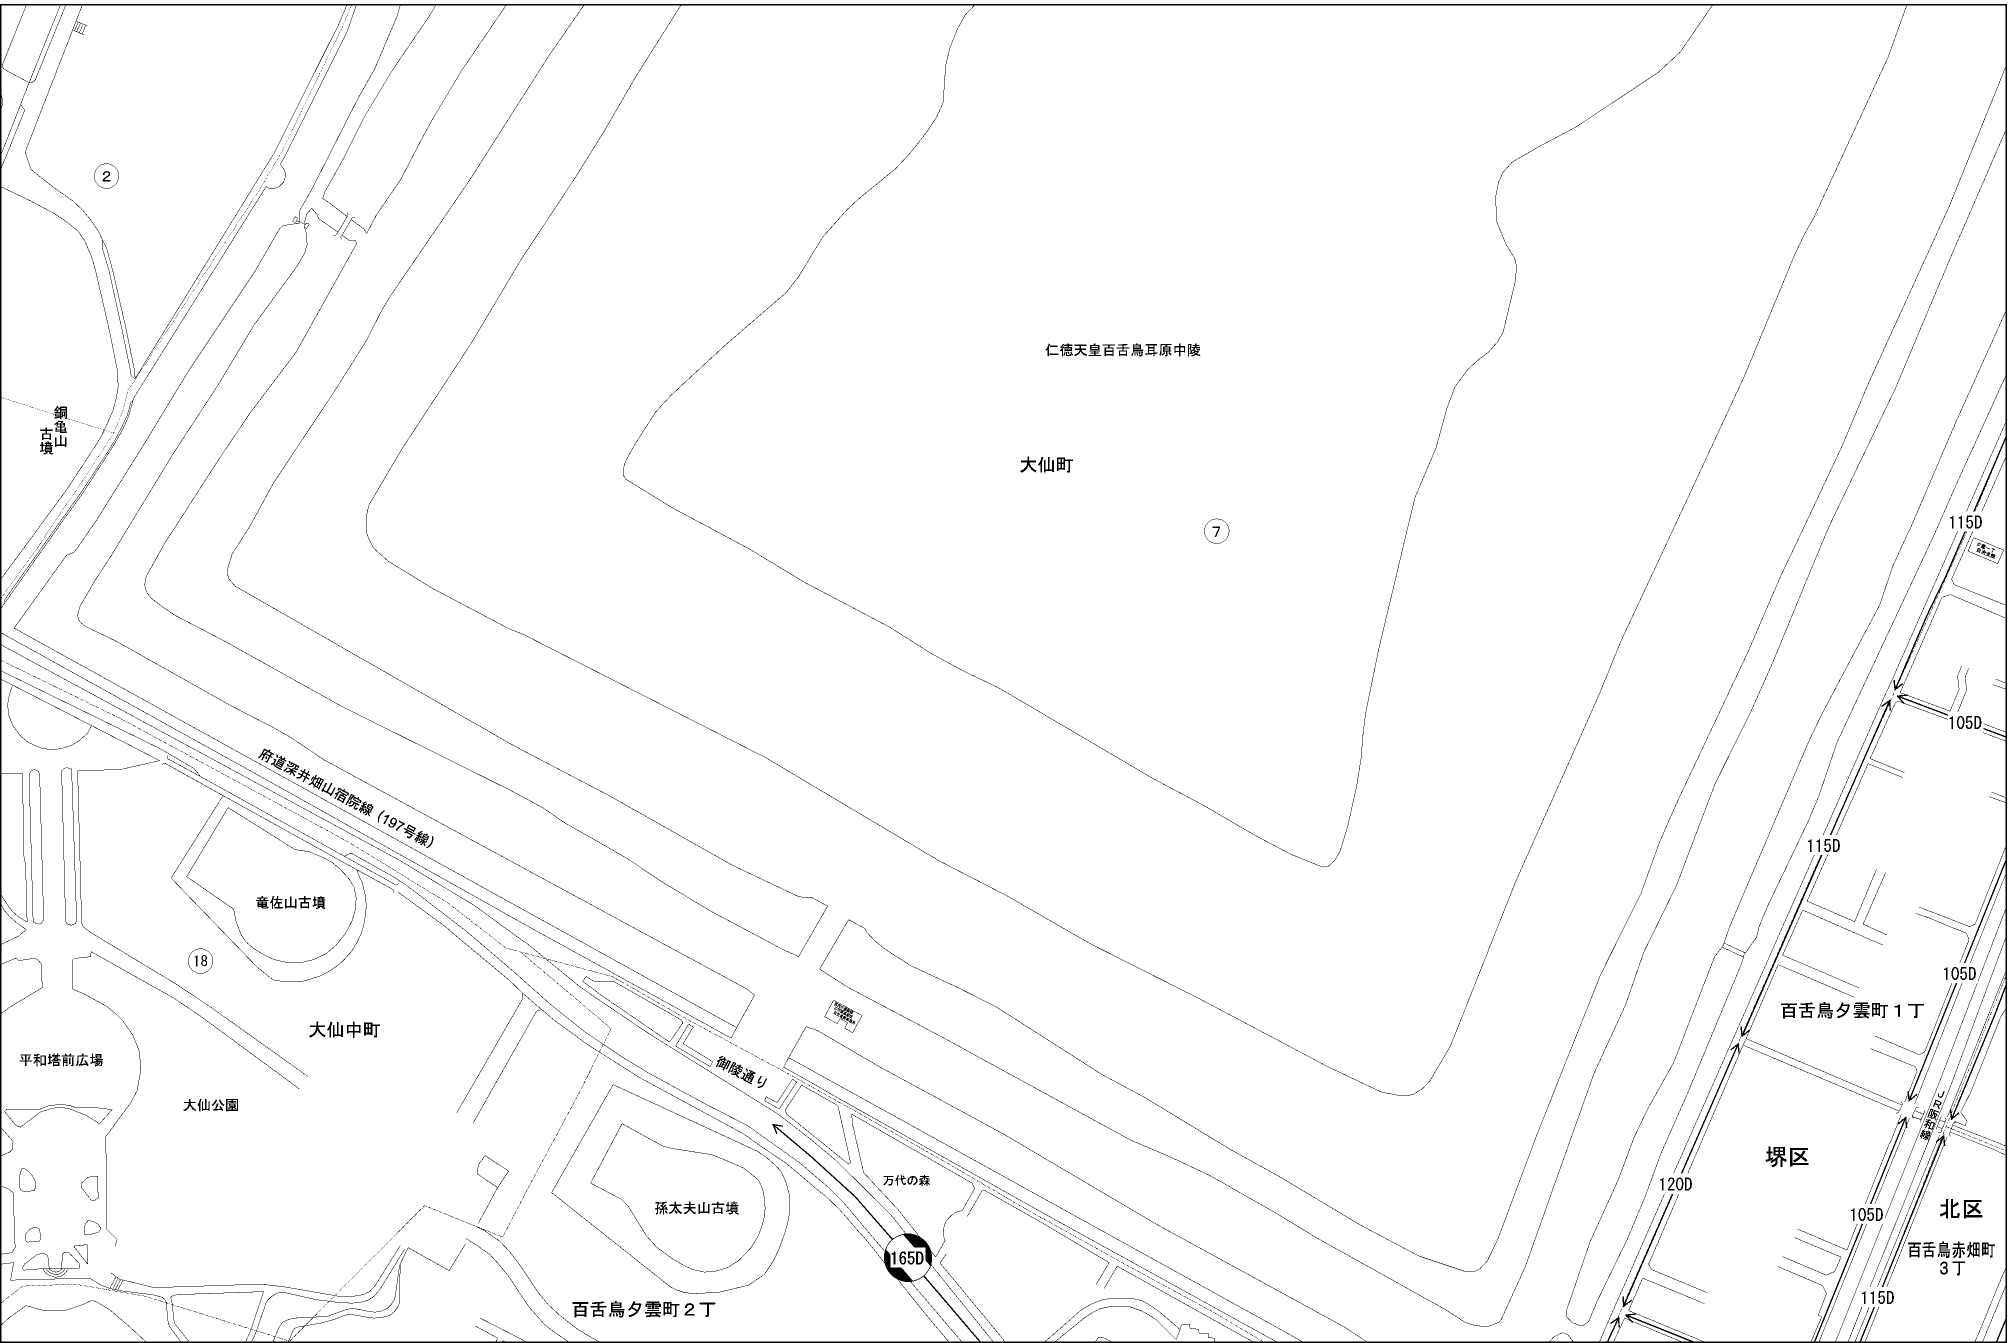 2
仁徳天皇百舌鳥耳原中陵
銅亀山
古墳
大仙町
7
115D
105D
府道深井畑山宿院線（197号線）
115D
竜佐山古墳
18
105D
百舌鳥夕雲町1丁
大仙中町
平和塔前広場
御陵通り
大仙公園
JR阪和線
堺区
万代の森
120D
孫太夫山古墳
105D
北区
165D
百舌鳥赤畑町
3丁
115D
百舌鳥夕雲町2丁